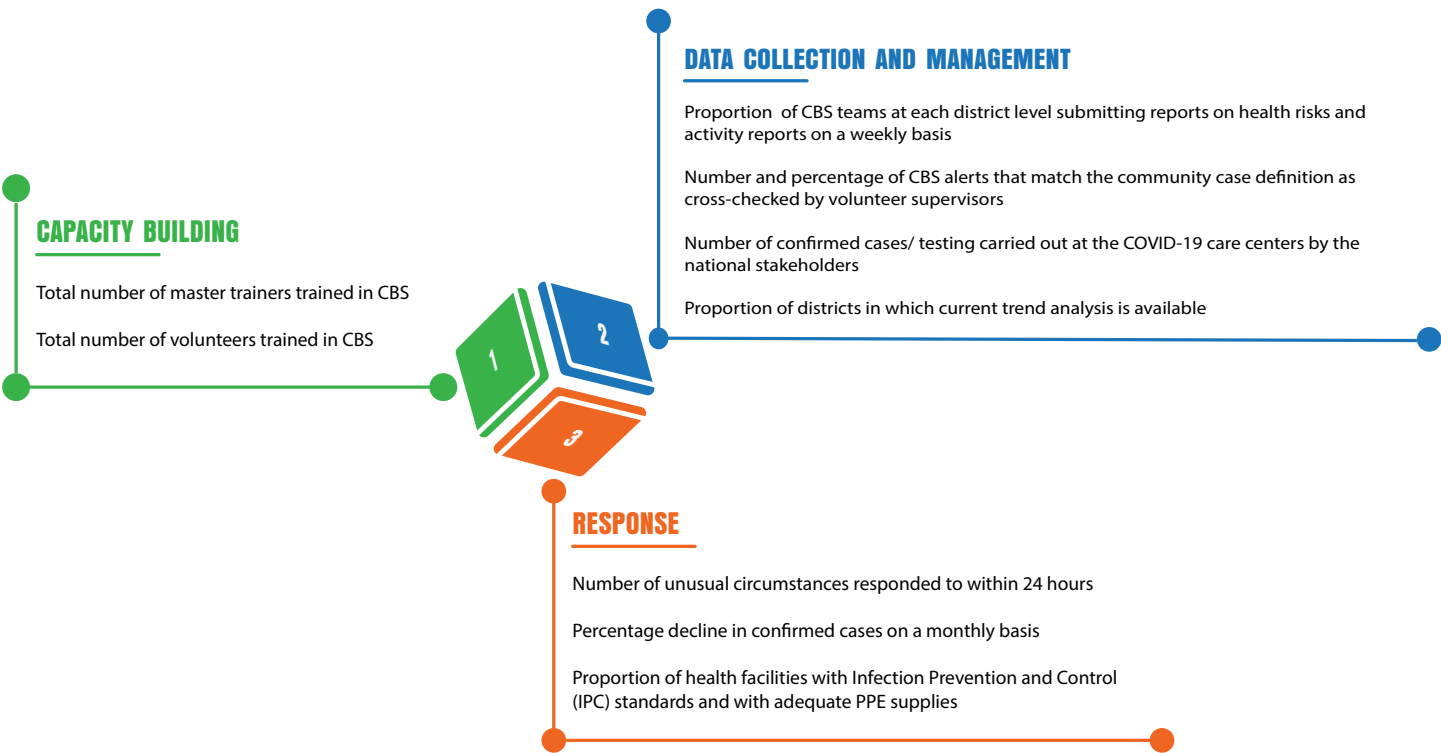 CAPACITY BUILDING
Total number of master trainers trained in CBS
Total number of volunteers trained in CBS
1
DATA COLLECTION AND MANAGEMENT
Proportion of CBS teams at each district level submitting reports on health risks and
activity reports on a weekly basis
Number and percentage of CBS alerts that match the community case definition as
cross-checked by volunteer supervisors
Number of confirmed cases/ testing carried out at the COVID-19 care centers by the
national stakeholders
Proportion of districts in which current trend analysis is available
2
3
RESPONSE
Number of unusual circumstances responded to within 24 hours
Percentage decline in confirmed cases on a monthly basis
Proportion of health facilities with Infection Prevention and Control
(IPC) standards and with adequate PPE supplies